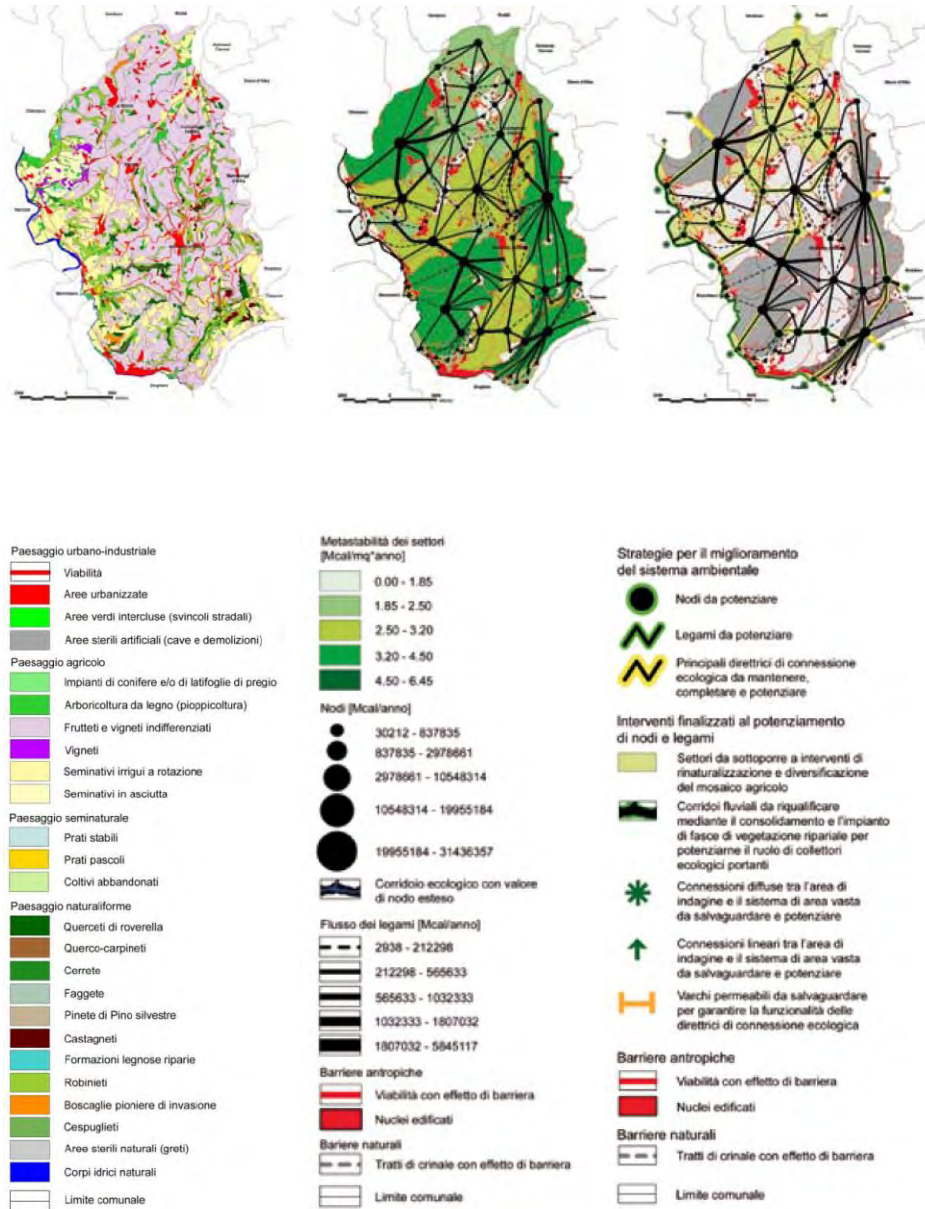 Paesaggio urbano-industriale
Viabilità
Aree urbanizzate
Aree verdi intercluse (svincoli stradali)
Aree sterili artificiali (cave e demolizioni)
Paesaggio agricolo
Impianti di conifere e/o di latifoglie di pregio
Arboricoltura da legno (pioppicoltura)
Frutteti e vigneti indifferenziati
Vigneti
Seminativi irrigui a rotazione
Seminativi in asciutta
Paesaggio seminaturale
Prati stabili
Prati pascoli
Coltivi abbandonati
Paesaggio naturaliforme
Querceti di roverella
Querco-carpineti
Cerrete
Faggete
Pinete di Pino silvestre
Castagneti
Formazioni legnose riparie
Robinieti
Boscaglie pioniere di invasione
Cespuglieti
Aree sterili naturali (greti)
Corpi idrici naturali
Limite comunale
Metastabilità dei settori
[Mcal/mq*anno]
0.00 - 1.85
1.85 - 2.50
2.50 - 3.20
3.20 - 4.50
4.50 - 6.45
Nodi [Mcal/anno]
30212 - 837835
837835 - 2978661
2978661 - 10548314
10548314 - 19955184
19955184 - 31436357
Corridoio ecologico con valore
di nodo esteso
Flusso dei legami [Mcal/anno]
2938 - 212298
212298 - 565633
565633 - 1032333
1032333 - 1807032
1807032 - 5845117
Barriere antropiche
Viabilità con effetto di barriera
Nuclei edificati
Bariere naturali
Tratti di crinale con effetto di barriera
Limite comunale
Strategie per il miglioramento
del sistema ambientale
Nodi da potenziare
Legami da potenziare
Principali direttrici di connessione
ecologica da mantenere,
completare e potenziare
Interventi finalizzati al potenziamento
di nodi e legami
Settori da sottoporre a interventi di
rinaturalizzazione e diversificazione
del mosaico agricolo
Corridoi fluviali da riqualificare
mediante il consolidamento e l'impianto
di fasce di vegetazione ripariale per
potenziarne il ruolo di collettori
ecologici portanti
Connessioni diffuse tra l'area di
indagine e il sistema di area vasta
da salvaguardare e potenziare
Connessioni lineari tra l'area di
indagine e il sistema di area vasta
da salvaguardare e potenziare
Varchi permeabili da salvaguardare
per garantire la funzionalità delle
direttrici di connessione ecologica
Barriere antropiche
Viabilità con effetto di barriera
Nuclei edificati
Barriere naturali
Tratti di crinale con effetto di barriera
Limite comunale